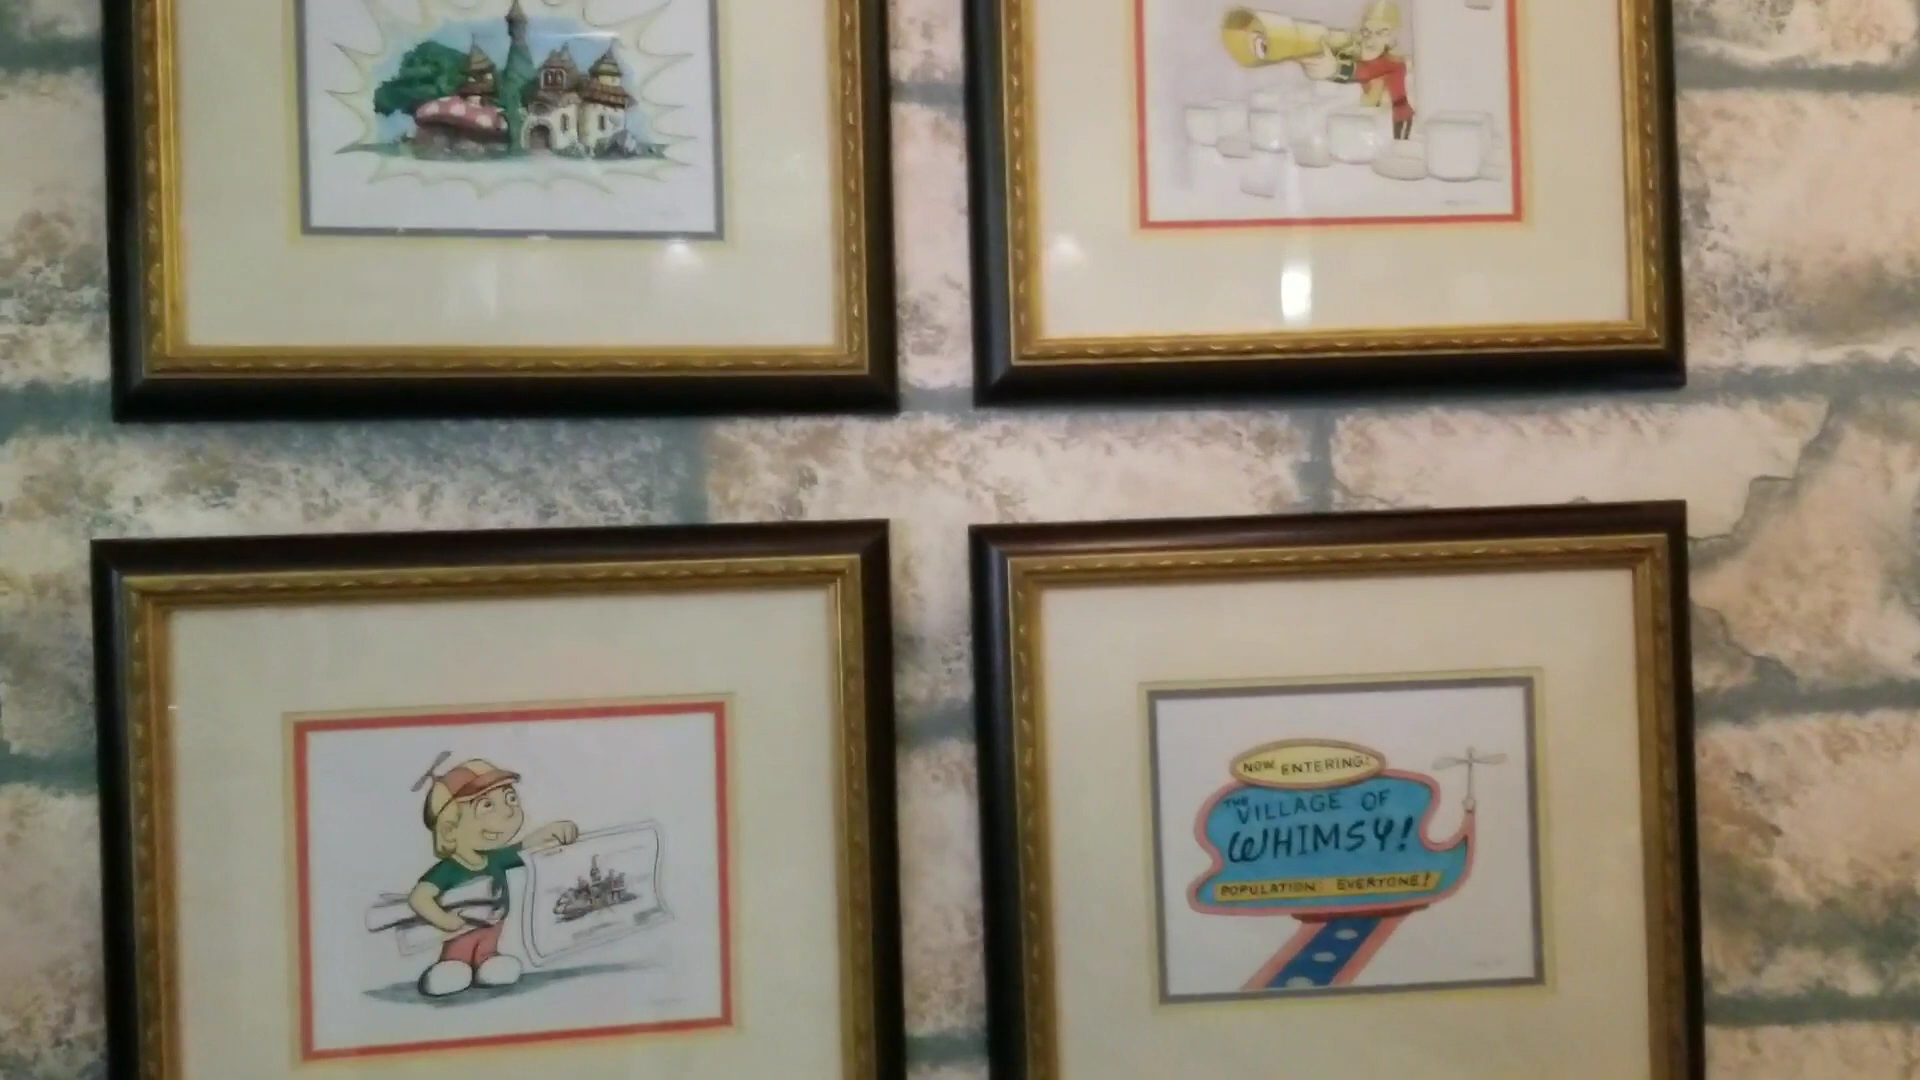 NOW ENTERING!
THE
VILLAGE OF
WHIMSY!
POPULATION: EVERYONE!